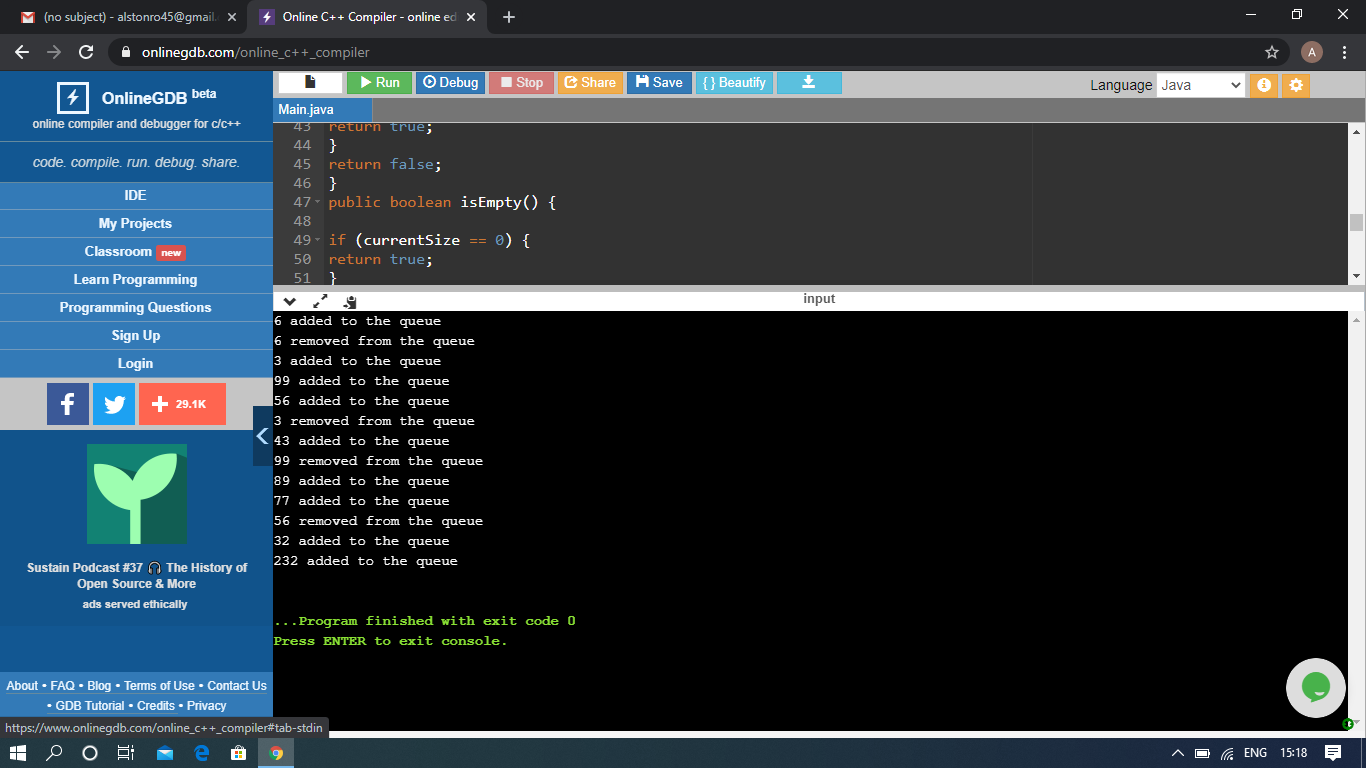 (no subject) - alstonro45@gmail.
Online C++ Compiler - online ed
onlinegdb.com/online_c++_compiler
A
OnlineGDB beta
online compiler and debugger for c/c++
code. compile. run. debug. share.
IDE
My Projects
Classroom new
Learn Programming
Programming Questions
Sign Up
Login
f
29.1K
Sustain Podcast #37 🎧 The History of
Open Source & More
ads served ethically
About • FAQ • Blog • Terms of Use • Contact Us
• GDB Tutorial • Credits • Privacy
https://www.onlinegdb.com/online_c++_compiler#tab-stdin
Run Debug Stop Share Save { } Beautify
Language Java
Main.java
43 return true;
44 }
45 return false;
46 }
47 public boolean isEmpty() {
48
49 if (currentSize == 0) {
50 return true;
51 }
input
6 added to the queue
6 removed from the queue
3 added to the queue
99 added to the queue
56 added to the queue
3 removed from the queue
43 added to the queue
99 removed from the queue
89 added to the queue
77 added to the queue
56 removed from the queue
32 added to the queue
232 added to the queue
...Program finished with exit code 0
Press ENTER to exit console.
ENG 15:18